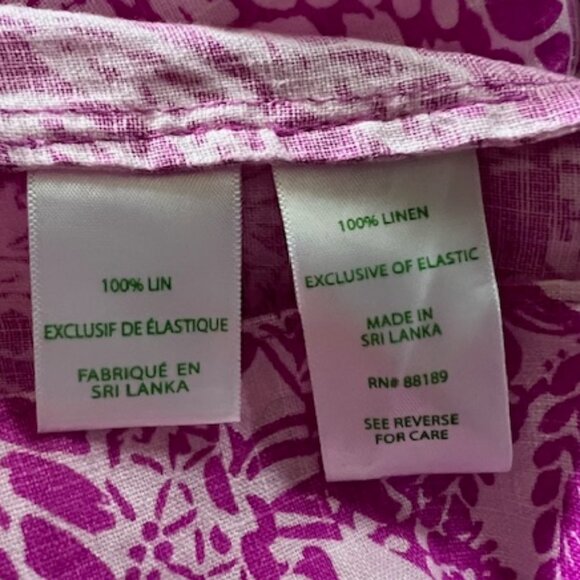 100% LIN
EXCLUSIF DE ÉLASTIQUE
FABRIQUÉ EN
SRI LANKA
100% LINEN
EXCLUSIVE OF ELASTIC
MADE IN
SRI LANKA
RN# 88189
SEE REVERSE
FOR CARE